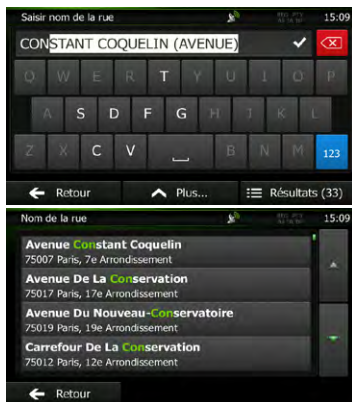 Saisir nom de la rue 15:09
CONSTANT COQUELIN (AVENUE)
Q W E R T Y U I O P
A S D F G H J K L
Z X C V B N M 123
Retour Plus... Résultats (33)
Nom de la rue 15:09
Avenue Constant Coquelin
75007 Paris, 7e Arrondissement
Avenue De La Conservation
75017 Paris, 17e Arrondissement
Avenue Du Nouveau-Conservatoire
75019 Paris, 19e Arrondissement
Carrefour De La Conservation
75012 Paris, 12e Arrondissement
Retour